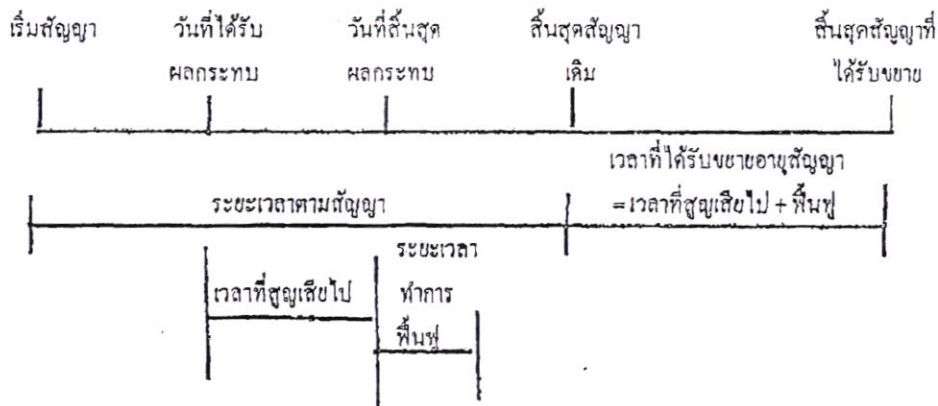 เริ่มสัญญา วันที่ได้รับ วันที่สิ้นสุด สิ้นสุดสัญญา สิ้นสุดสัญญาที่
ผลกระทบ ผลกระทบ เดิม ได้รับขยาย
เวลาที่ได้รับขยายอายุสัญญา
ระยะเวลาตามสัญญา =เวลาที่สูญเสียไป + ฟื้นฟู
ระยะเวลา
เวลาที่สูญเสียไป ทำการ
ฟื้นฟู